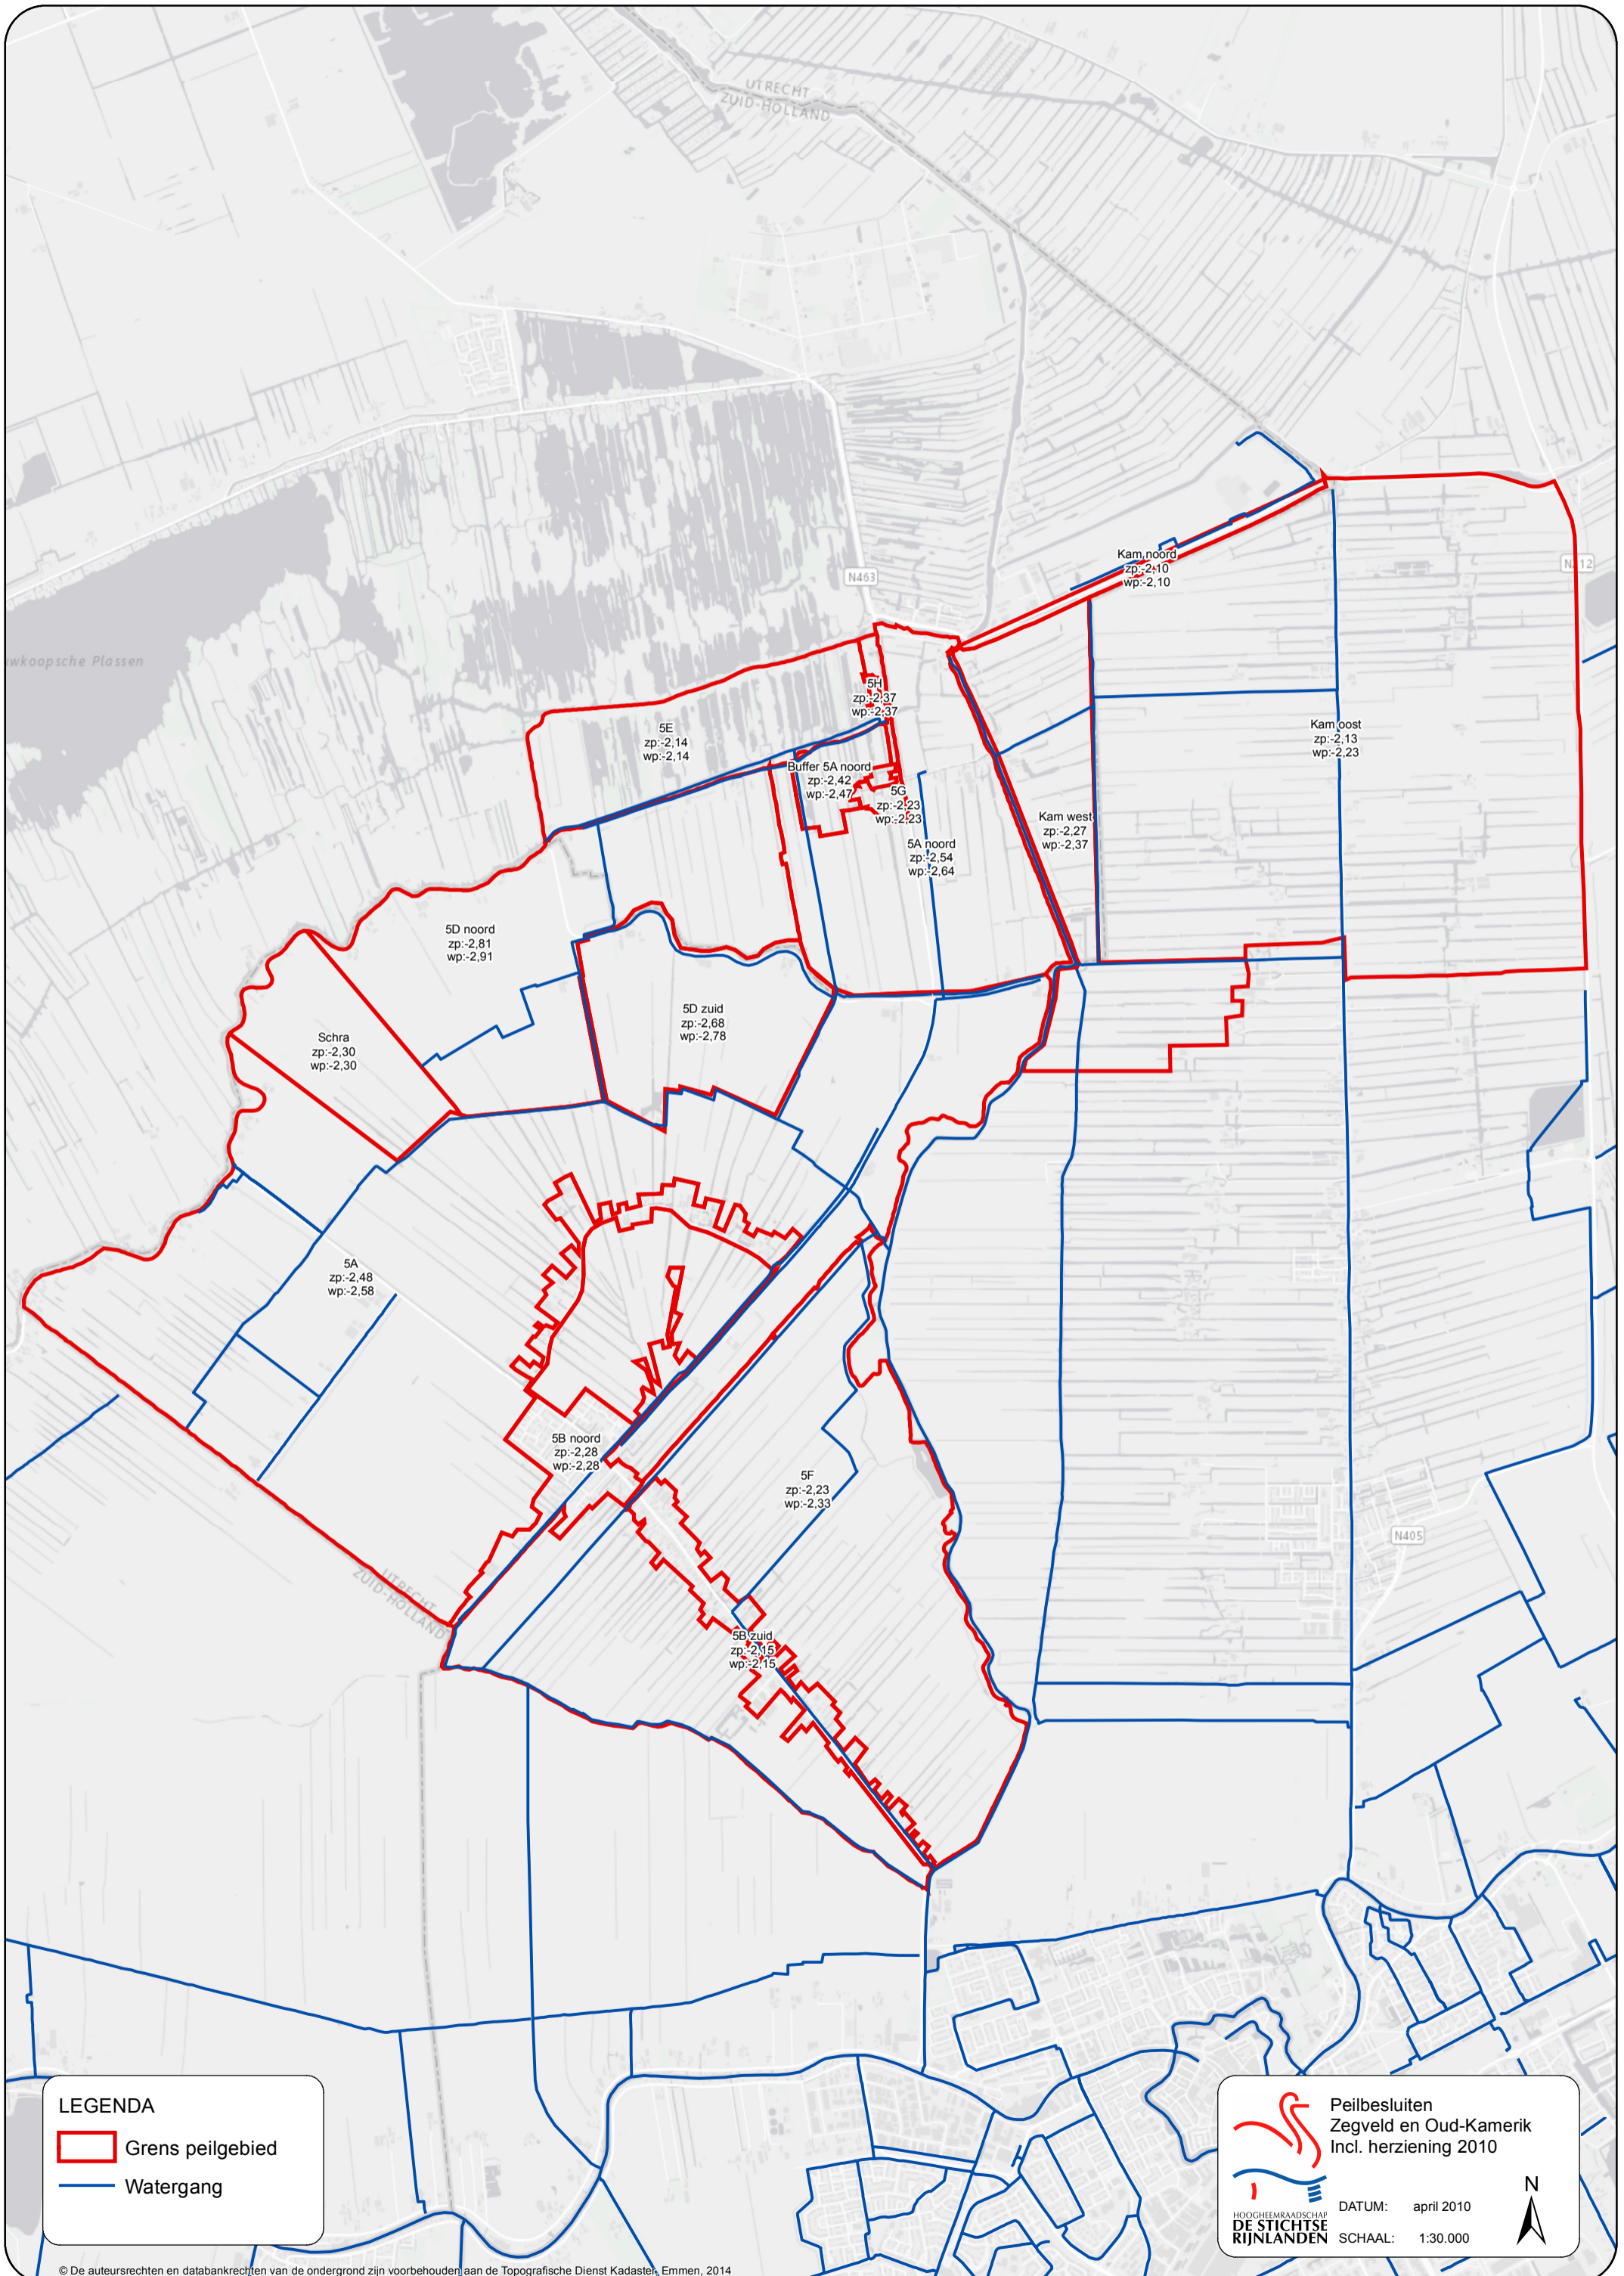 UTRECHT
ZUID-HOLLAND
N463
N212
uwkoopsche Plassen
Kam noord
zp:-2,10
wp:-2,10
5H
zp:-2,37
wp:-2,37
5E
zp:-2,14
wp:-2,14
Kam oost
zp:-2,13
wp:-2,23
Buffer 5A noord
zp:-2,42
wp:-2,47
5G
zp:-2,23
wp:-2,23
Kam west
zp:-2,27
wp:-2,37
5A noord
zp:-2,54
wp:-2,64
5D noord
zp:-2,81
wp:-2,91
5D zuid
zp:-2,68
wp:-2,78
Schra
zp:-2,30
wp:-2,30
5A
zp:-2,48
wp:-2,58
5B noord
zp:-2,28
wp:-2,28
5F
zp:-2,23
wp:-2,33
N405
UTRECHT
ZUID-HOLLAND
5B zuid
zp:-2,15
wp:-2,15
LEGENDA
Grens peilgebied
Watergang
Peilbesluiten
Zegveld en Oud-Kamerik
Incl. herziening 2010
HOOGHEEMRAADSCHAP
DE STICHTSE
RIJNLANDEN
DATUM: april 2010
SCHAAL: 1:30.000
N
© De auteursrechten en databankrechten van de ondergrond zijn voorbehouden aan de Topografische Dienst Kadaster, Emmen, 2014